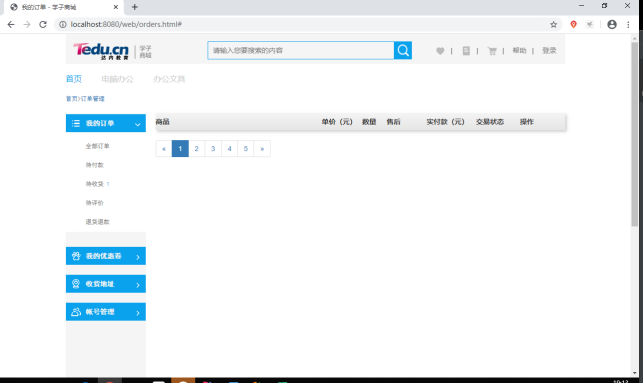 我的订单 - 学子商城
localhost:8080/web/orders.html#
Tedu.cn 达内教育 学子商城
请输入您要搜索的内容
帮助 | 登录
首页 电脑办公 办公文具
首页>订单管理
我的订单
商品 单价（元） 数量 售后 实付款（元） 交易状态 操作
全部订单
« 1 2 3 4 5 »
待付款
待收货 1
待评价
退货退款
我的优惠卷
收货地址
帐号管理